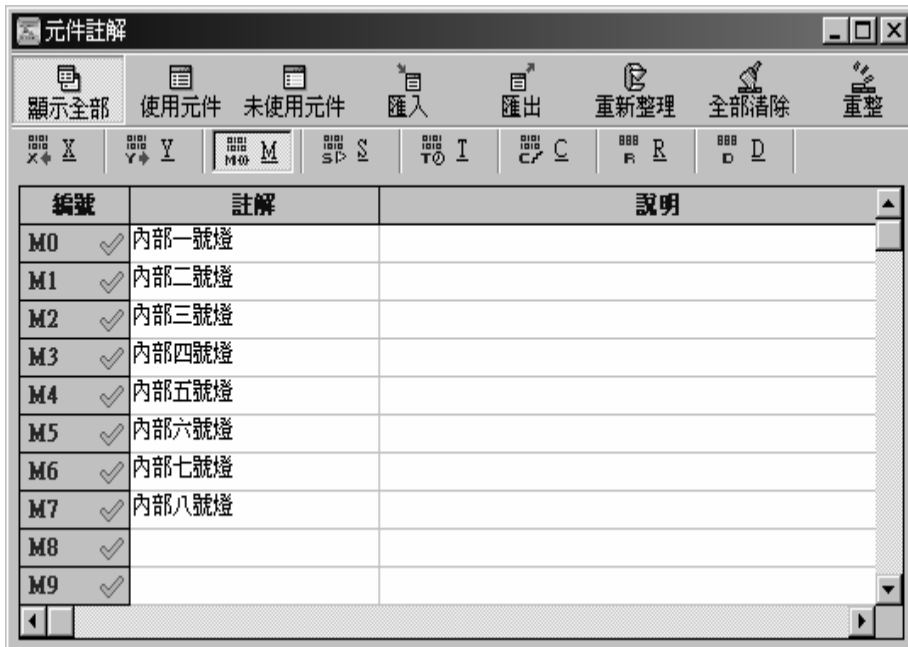 元件註解
顯示全部 使用元件 未使用元件 匯入 匯出 重新整理 全部清除 重整
X X Y Y M M S S T T C C R R D D
編號 註解 說明
M0 內部一號燈
M1 內部二號燈
M2 內部三號燈
M3 內部四號燈
M4 內部五號燈
M5 內部六號燈
M6 內部七號燈
M7 內部八號燈
M8
M9